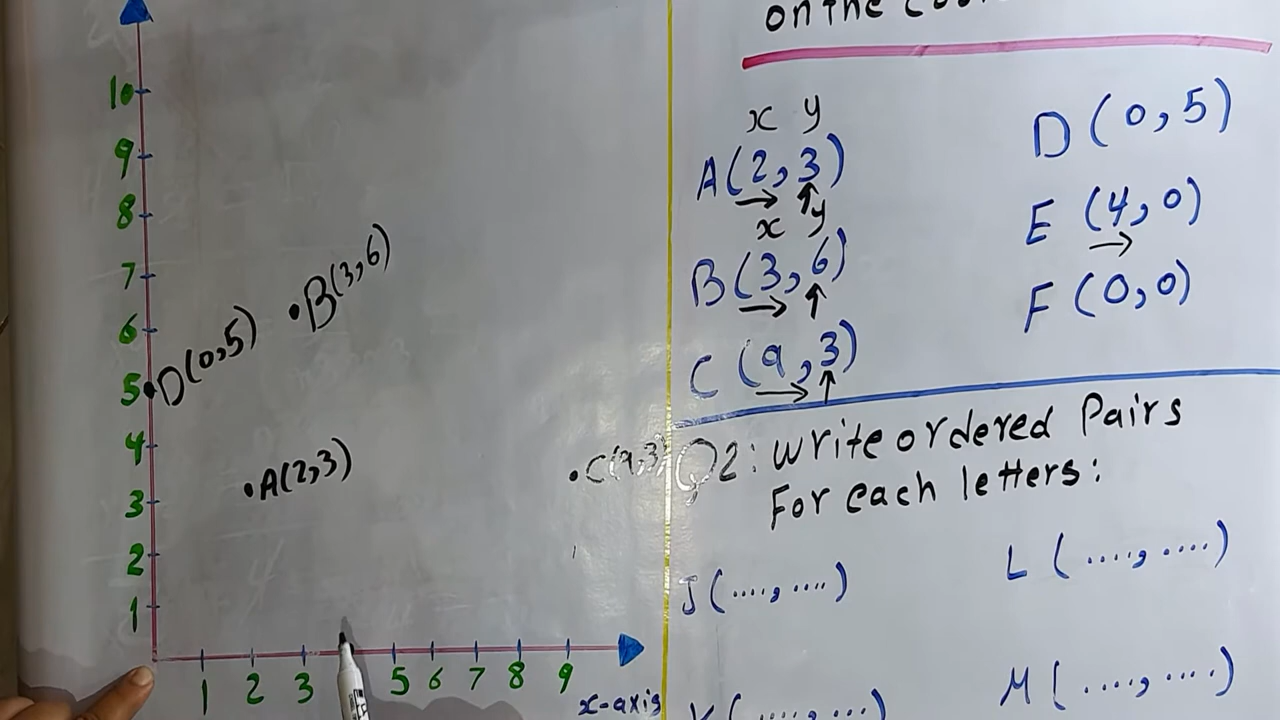 on the
x y
A(2,3)
x y
B(3,6)
C(9,3)
D(0,5)
E(4,0)
F(0,0)
Q2: Write ordered Pairs
For each letters:
J(....,....)
L(....,....)
M(....,....)
10
9
8
7
6
5
4
3
2
1
B(3,6)
D(0,5)
A(2,3)
C(9,3)
1 2 3 5 6 7 8 9
x-axis